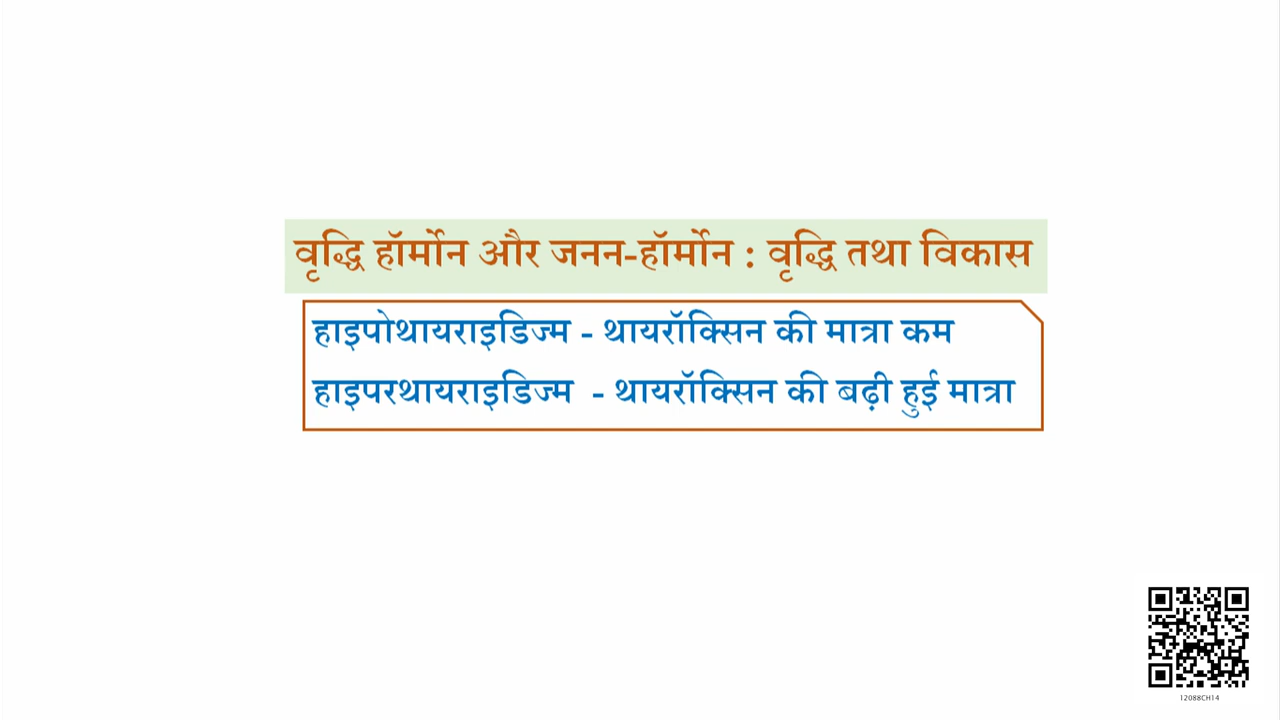 वृद्धि हॉर्मोन और जनन-हॉर्मोन : वृद्धि तथा विकास
हाइपोथायराइडिज्म - थायरॉक्सिन की मात्रा कम
हाइपरथायराइडिज्म - थायरॉक्सिन की बढ़ी हुई मात्रा
12088CH14